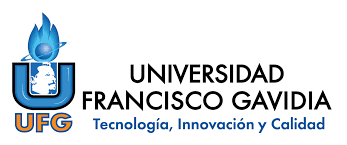 UFG
UNIVERSIDAD
FRANCISCO GAVIDIA
Tecnología, Innovación y Calidad